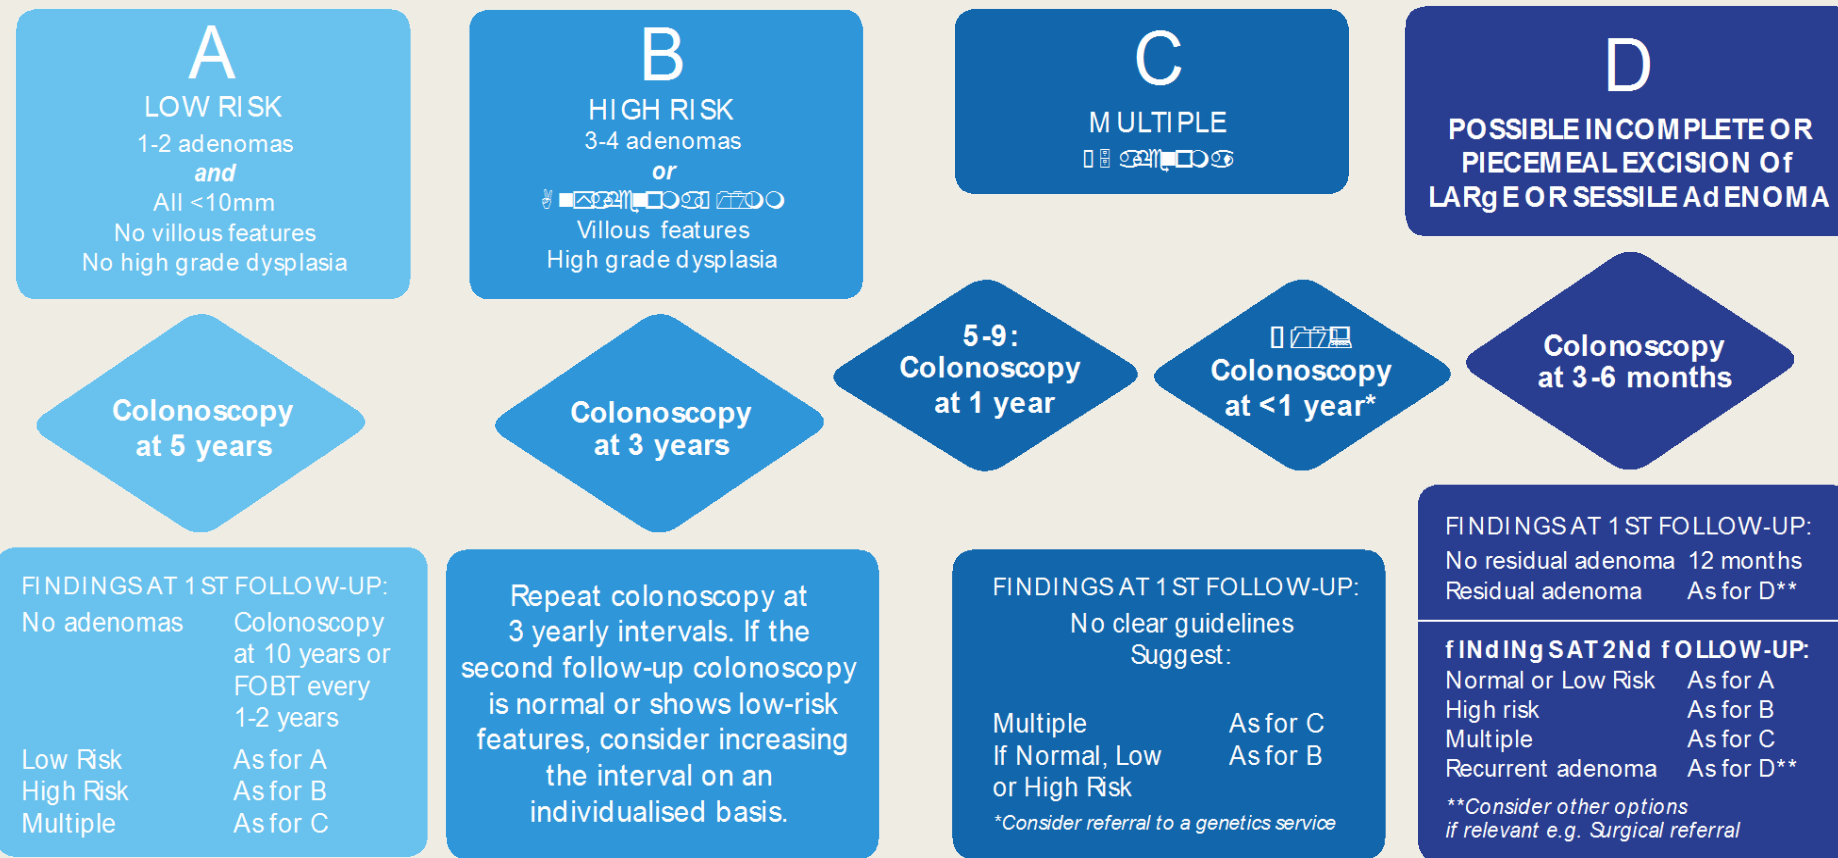 A
LOW RISK
1-2 adenomas
and
All <10mm
No villous features
No high grade dysplasia
Colonoscopy
at 5 years
FINDINGS AT 1ST FOLLOW-UP:
No adenomas Colonoscopy
at 10 years or
FOBT every
1-2 years
Low Risk As for A
High Risk As for B
Multiple As for C
B
HIGH RISK
3-4 adenomas
or
Villous features
High grade dysplasia
Colonoscopy
at 3 years
Repeat colonoscopy at
3 yearly intervals. If the
second follow-up colonoscopy
is normal or shows low-risk
features, consider increasing
the interval on an
individualised basis.
C
MULTIPLE
5-9:
Colonoscopy
at 1 year
Colonoscopy
at <1 year*
FINDINGS AT 1ST FOLLOW-UP:
No clear guidelines
Suggest:
Multiple As for C
If Normal, Low As for B
or High Risk
*Consider referral to a genetics service
D
POSSIBLE INCOMPLETE OR
PIECEMEAL EXCISION Of
LARgE OR SESSILE AdENOMA
Colonoscopy
at 3-6 months
FINDINGS AT 1ST FOLLOW-UP:
No residual adenoma 12 months
Residual adenoma As for D**
fINdINgS AT 2Nd fOLLOW-UP:
Normal or Low Risk As for A
High risk As for B
Multiple As for C
Recurrent adenoma As for D**
**Consider other options
if relevant e.g. Surgical referral